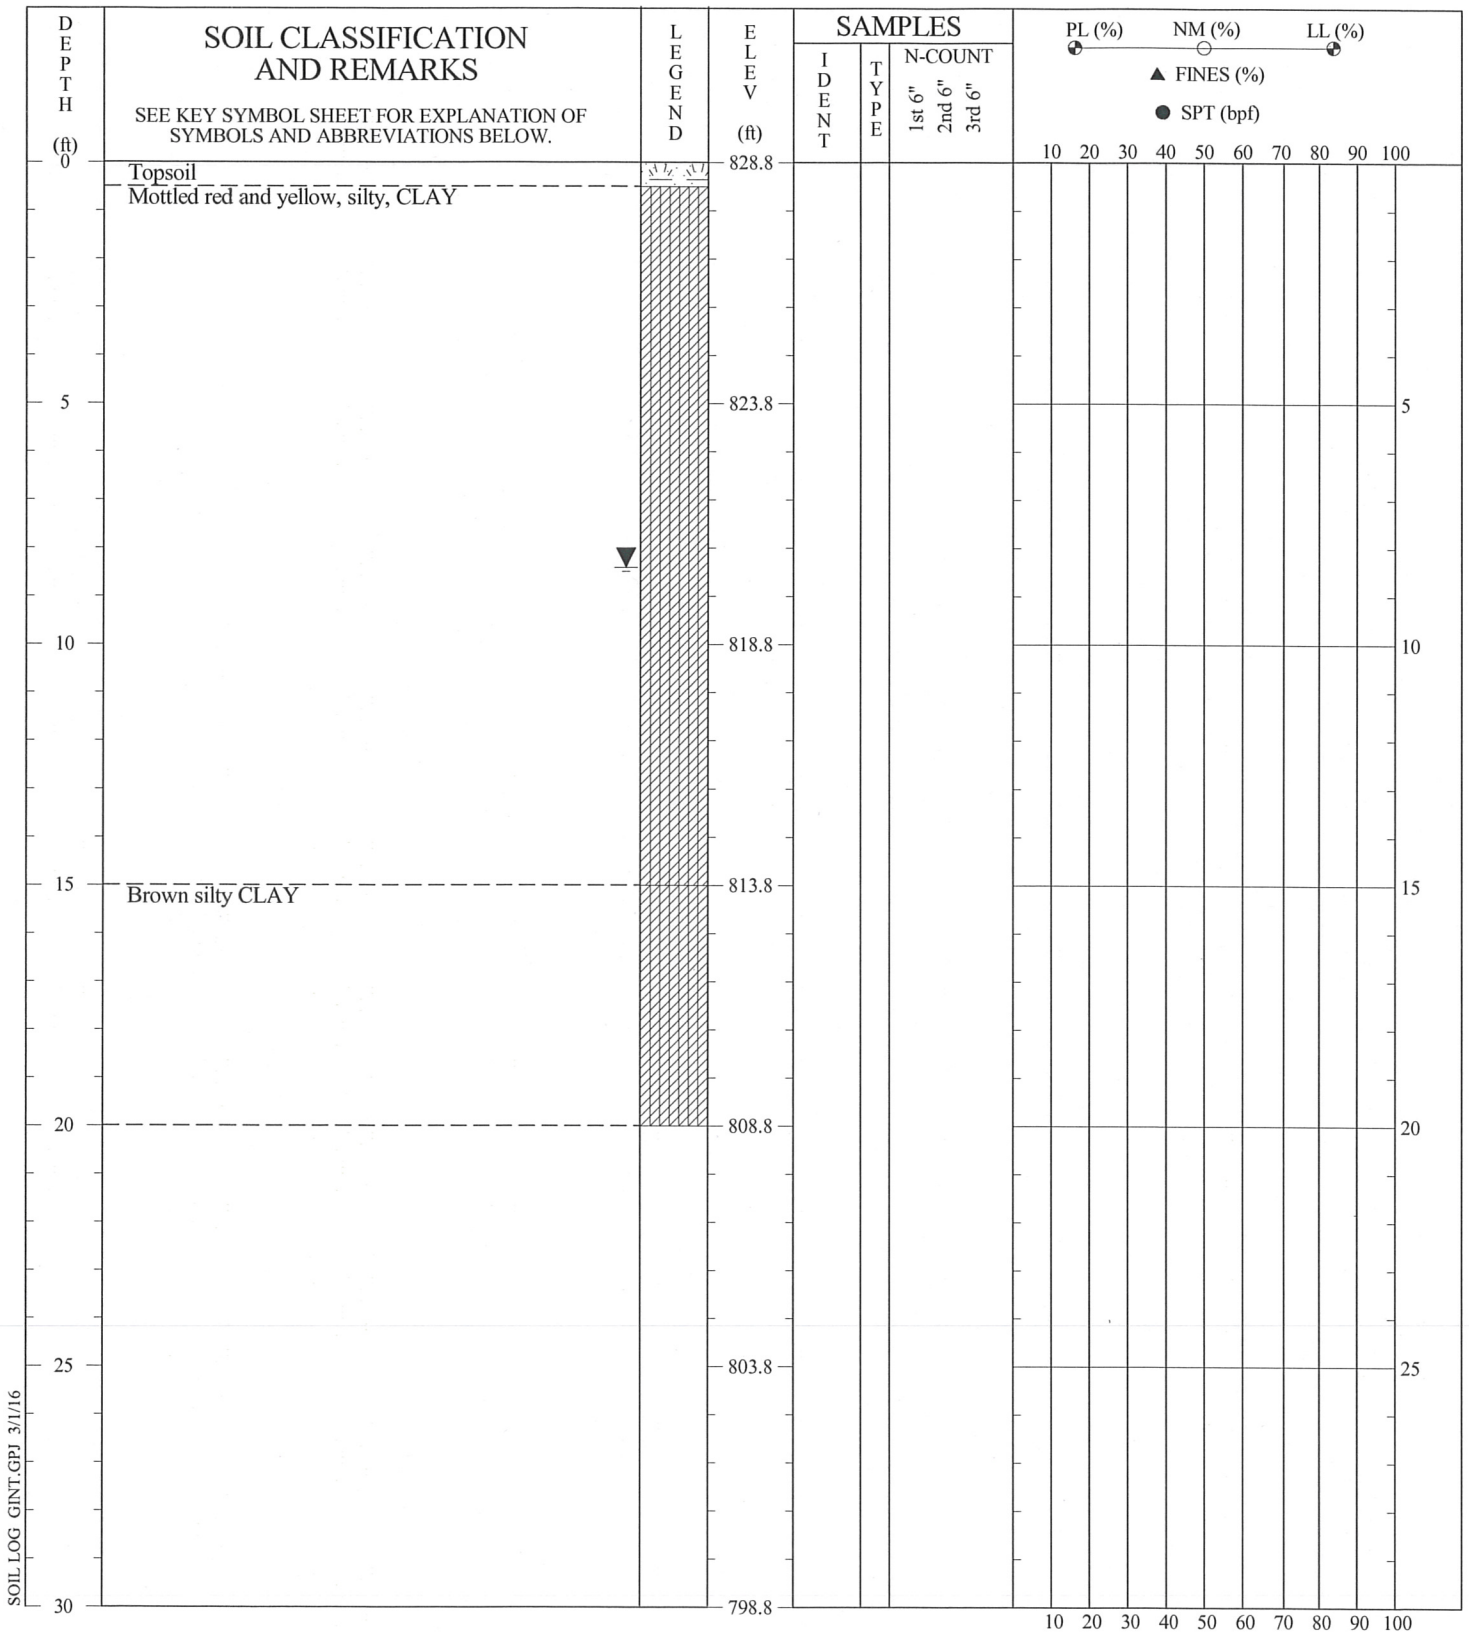 DEPTH
(ft)
SOIL CLASSIFICATION
AND REMARKS
SEE KEY SYMBOL SHEET FOR EXPLANATION OF
SYMBOLS AND ABBREVIATIONS BELOW.
LEGEND
ELEV
(ft)
SAMPLES
IDENT
TYPE
N-COUNT
1st 6"
2nd 6"
3rd 6"
PL (%) NM (%) LL (%)
▲ FINES (%)
● SPT (bpf)
10 20 30 40 50 60 70 80 90 100
0 828.8
Topsoil
Mottled red and yellow, silty, CLAY
5 823.8 5
10 818.8 10
15 813.8 15
Brown silty CLAY
20 808.8 20
25 803.8 25
30 798.8
10 20 30 40 50 60 70 80 90 100
SOIL LOG GINT.GPJ 3/1/16